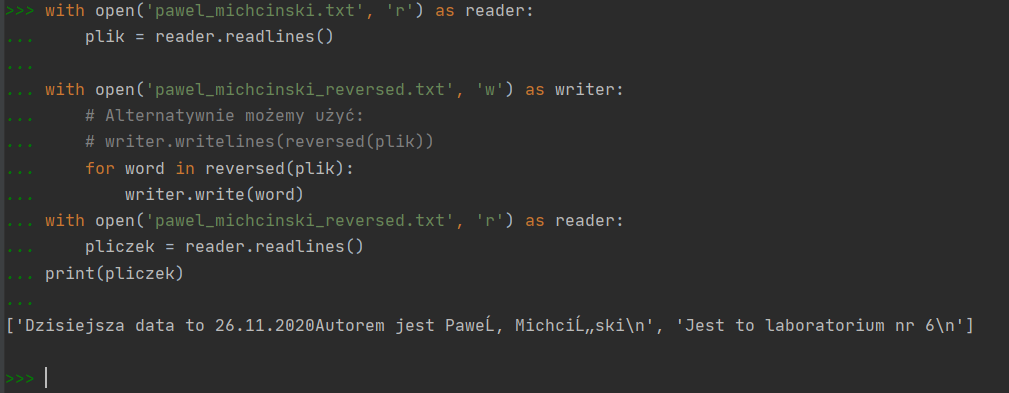 >>> with open('pawel_michcinski.txt', 'r') as reader:
...     plik = reader.readlines()
...
... with open('pawel_michcinski_reversed.txt', 'w') as writer:
...     # Alternatywnie możemy użyć:
...     # writer.writelines(reversed(plik))
...     for word in reversed(plik):
...         writer.write(word)
... with open('pawel_michcinski_reversed.txt', 'r') as reader:
...     pliczek = reader.readlines()
... print(pliczek)
...
['Dzisiejsza data to 26.11.2020Autorem jest PaweĹ‚ MichciĹ„ski\n', 'Jest to laboratorium nr 6\n']
>>>